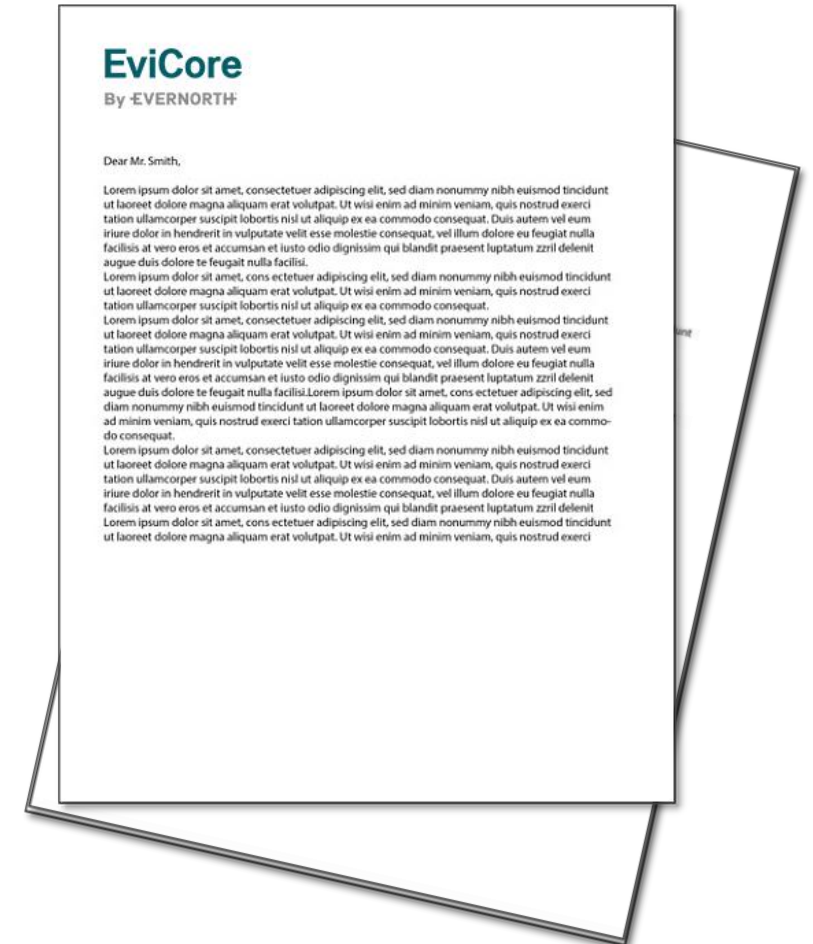 EviCore
By EVERNORTH
Dear Mr. Smith,
Lorem ipsum dolor sit amet, consectetuer adipiscing elit, sed diam nonummy nibh euismod tincidunt
ut laoreet dolore magna aliquam erat volutpat. Ut wisi enim ad minim veniam, quis nostrud exerci
tation ullamcorper suscipit lobortis nisl ut aliquip ex ea commodo consequat. Duis autem vel eum
iriure dolor in hendrerit in vulputate velit esse molestie consequat, vel illum dolore eu feugiat nulla
facilisis at vero eros et accumsan et iusto odio dignissim qui blandit praesent luptatum zzril delenit
augue duis dolore te feugait nulla facilisi.
Lorem ipsum dolor sit amet, cons ectetuer adipiscing elit, sed diam nonummy nibh euismod tincidunt
ut laoreet dolore magna aliquam erat volutpat. Ut wisi enim ad minim veniam, quis nostrud exerci
tation ullamcorper suscipit lobortis nisl ut aliquip ex ea commodo consequat.
Lorem ipsum dolor sit amet, consectetuer adipiscing elit, sed diam nonummy nibh euismod tincidunt
ut laoreet dolore magna aliquam erat volutpat. Ut wisi enim ad minim veniam, quis nostrud exerci
tation ullamcorper suscipit lobortis nisl ut aliquip ex ea commodo consequat. Duis autem vel eum
iriure dolor in hendrerit in vulputate velit esse molestie consequat, vel illum dolore eu feugiat nulla
facilisis at vero eros et accumsan et iusto odio dignissim qui blandit praesent luptatum zzril delenit
augue duis dolore te feugait nulla facilisi.Lorem ipsum dolor sit amet, cons ectetuer adipiscing elit, sed
diam nonummy nibh euismod tincidunt ut laoreet dolore magna aliquam erat volutpat. Ut wisi enim
ad minim veniam, quis nostrud exerci tation ullamcorper suscipit lobortis nisl ut aliquip ex ea commo-
do consequat.
Lorem ipsum dolor sit amet, consectetuer adipiscing elit, sed diam nonummy nibh euismod tincidunt
ut laoreet dolore magna aliquam erat volutpat. Ut wisi enim ad minim veniam, quis nostrud exerci
tation ullamcorper suscipit lobortis nisl ut aliquip ex ea commodo consequat. Duis autem vel eum
iriure dolor in hendrerit in vulputate velit esse molestie consequat, vel illum dolore eu feugiat nulla
facilisis at vero eros et accumsan et iusto odio dignissim qui blandit praesent luptatum zzril delenit
Lorem ipsum dolor sit amet, cons ectetuer adipiscing elit, sed diam nonummy nibh euismod tincidunt
ut laoreet dolore magna aliquam erat volutpat. Ut wisi enim ad minim veniam, quis nostrud exerci